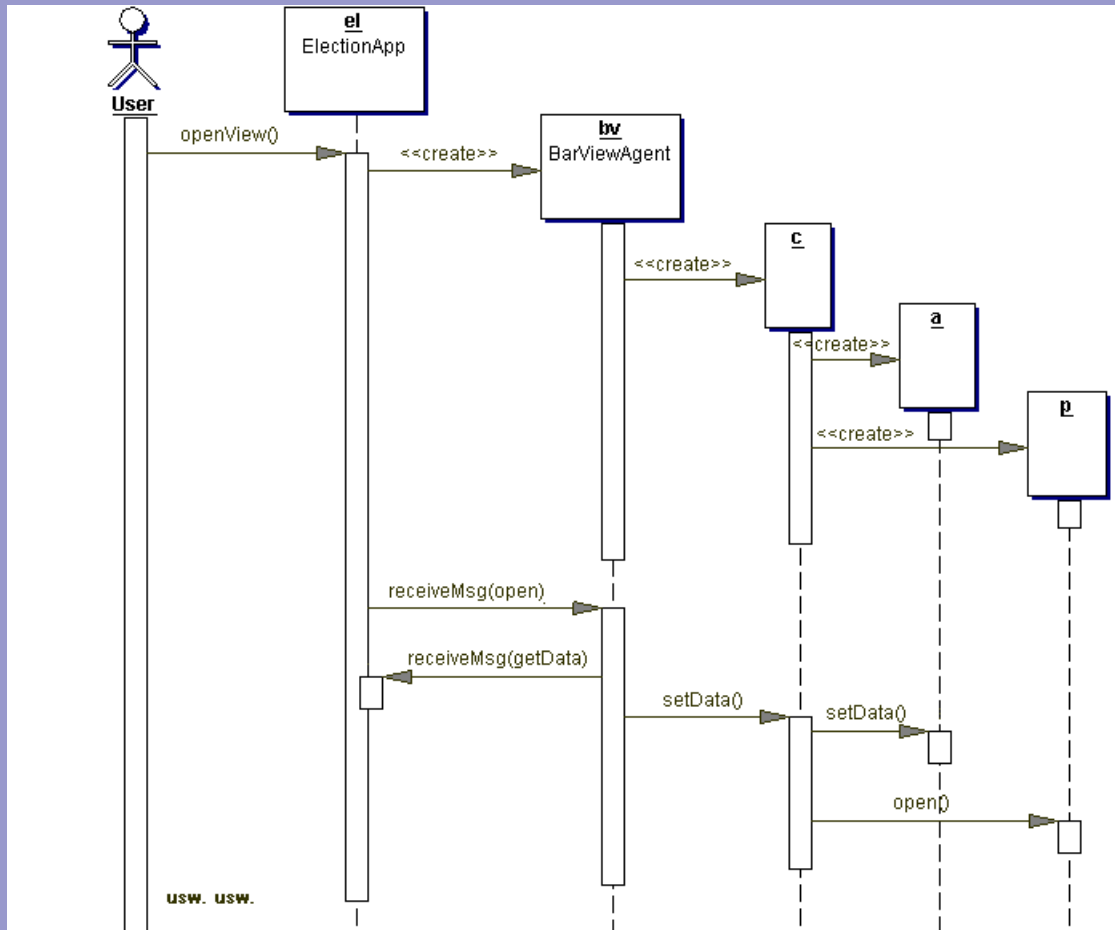 el
ElectionApp
User
openView()
<<create>>
bv
BarViewAgent
<<create>>
c
<<create>>
a
<<create>>
p
receiveMsg(open)
receiveMsg(getData)
setData()
setData()
open()
usw. usw.